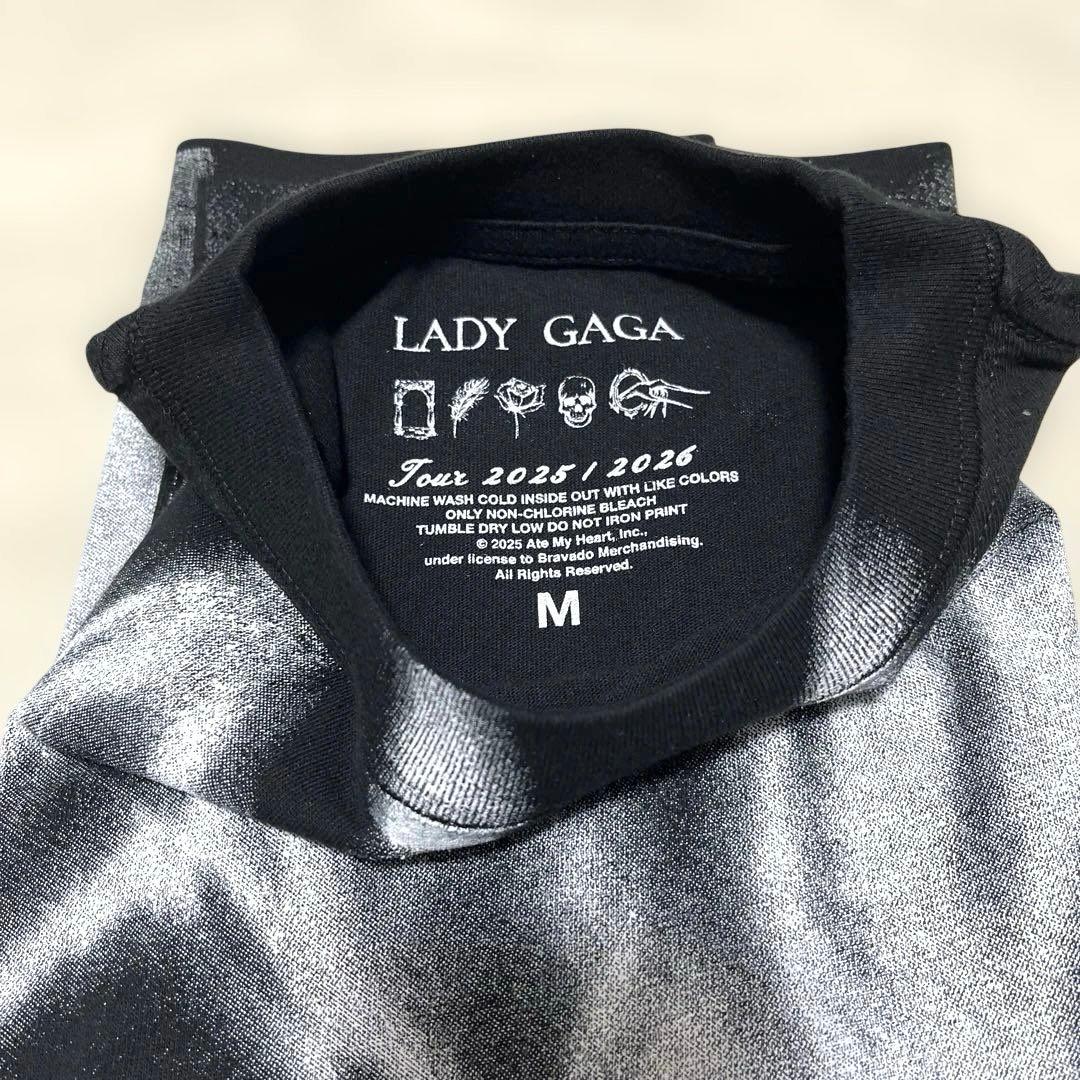 LADY GAGA
Tour 2025 / 2026
MACHINE WASH COLD INSIDE OUT WITH LIKE COLORS
ONLY NON-CHLORINE BLEACH
TUMBLE DRY LOW DO NOT IRON PRINT
© 2025 Ate My Heart, Inc.,
under license to Bravado Merchandising.
All Rights Reserved.
M